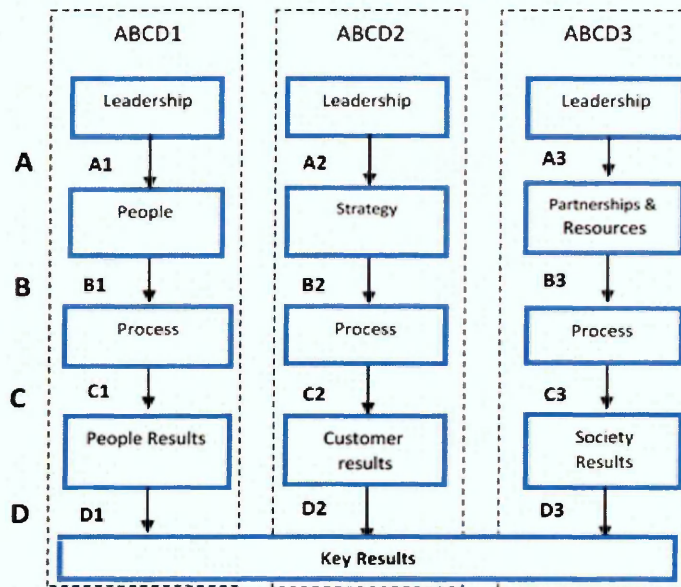 ABCD1 ABCD2 ABCD3
Leadership Leadership Leadership
A A1 A2 A3
People Strategy Partnerships &
Resources
B B1 B2 B3
Process Process Process
C C1 C2 C3
People Results Customer Society
results Results
D D1 D2 D3
Key Results